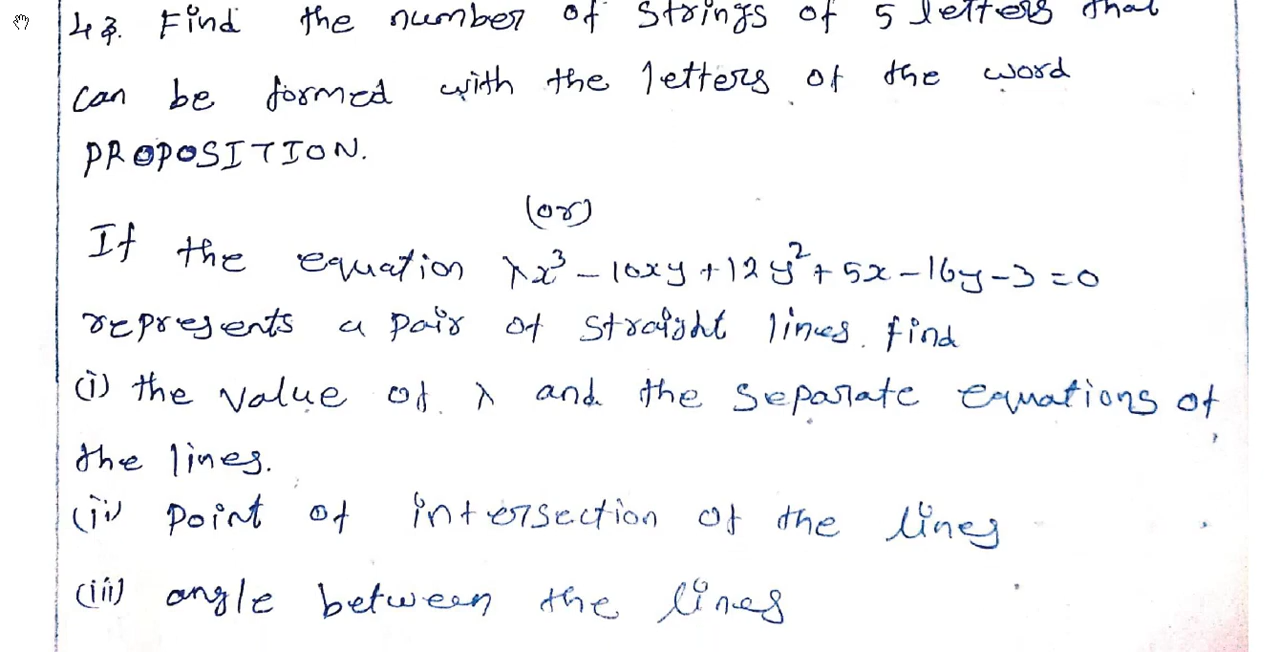 43. Find the number of strings of 5 letters that
can be formed with the letters of the word
PROPOSITION.
(or)
If the equation λx³ - 10xy + 12y² + 5x - 16y - 3 = 0
represents a pair of straight lines. find
(i) the value of λ and the separate equations of
the lines.
(ii) point of intersection of the lines
(iii) angle between the lines